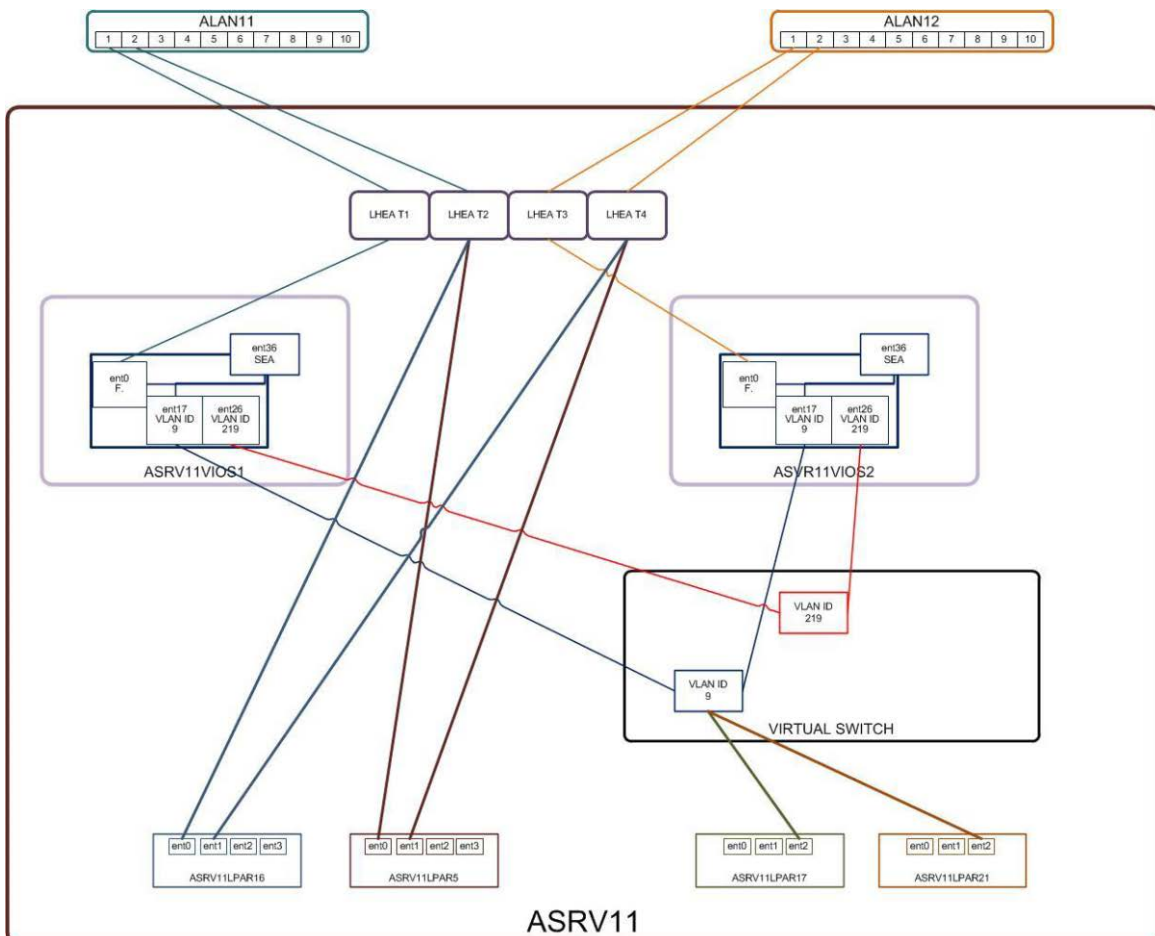 ALAN11
1 2 3 4 5 6 7 8 9 10
ALAN12
1 2 3 4 5 6 7 8 9 10
LHEA T1
LHEA T2
LHEA T3
LHEA T4
ent36
SEA
ent0
F.
ent17
VLAN ID
9
ent26
VLAN ID
219
ASRV11VIOS1
ent36
SEA
ent0
F.
ent17
VLAN ID
9
ent26
VLAN ID
219
ASVR11VIOS2
VLAN ID
219
VLAN ID
9
VIRTUAL SWITCH
ent0 ent1 ent2 ent3
ASRV11LPAR16
ent0 ent1 ent2 ent3
ASRV11LPAR5
ent0 ent1 ent2
ASRV11LPAR17
ent0 ent1 ent2
ASRV11LPAR21
ASRV11